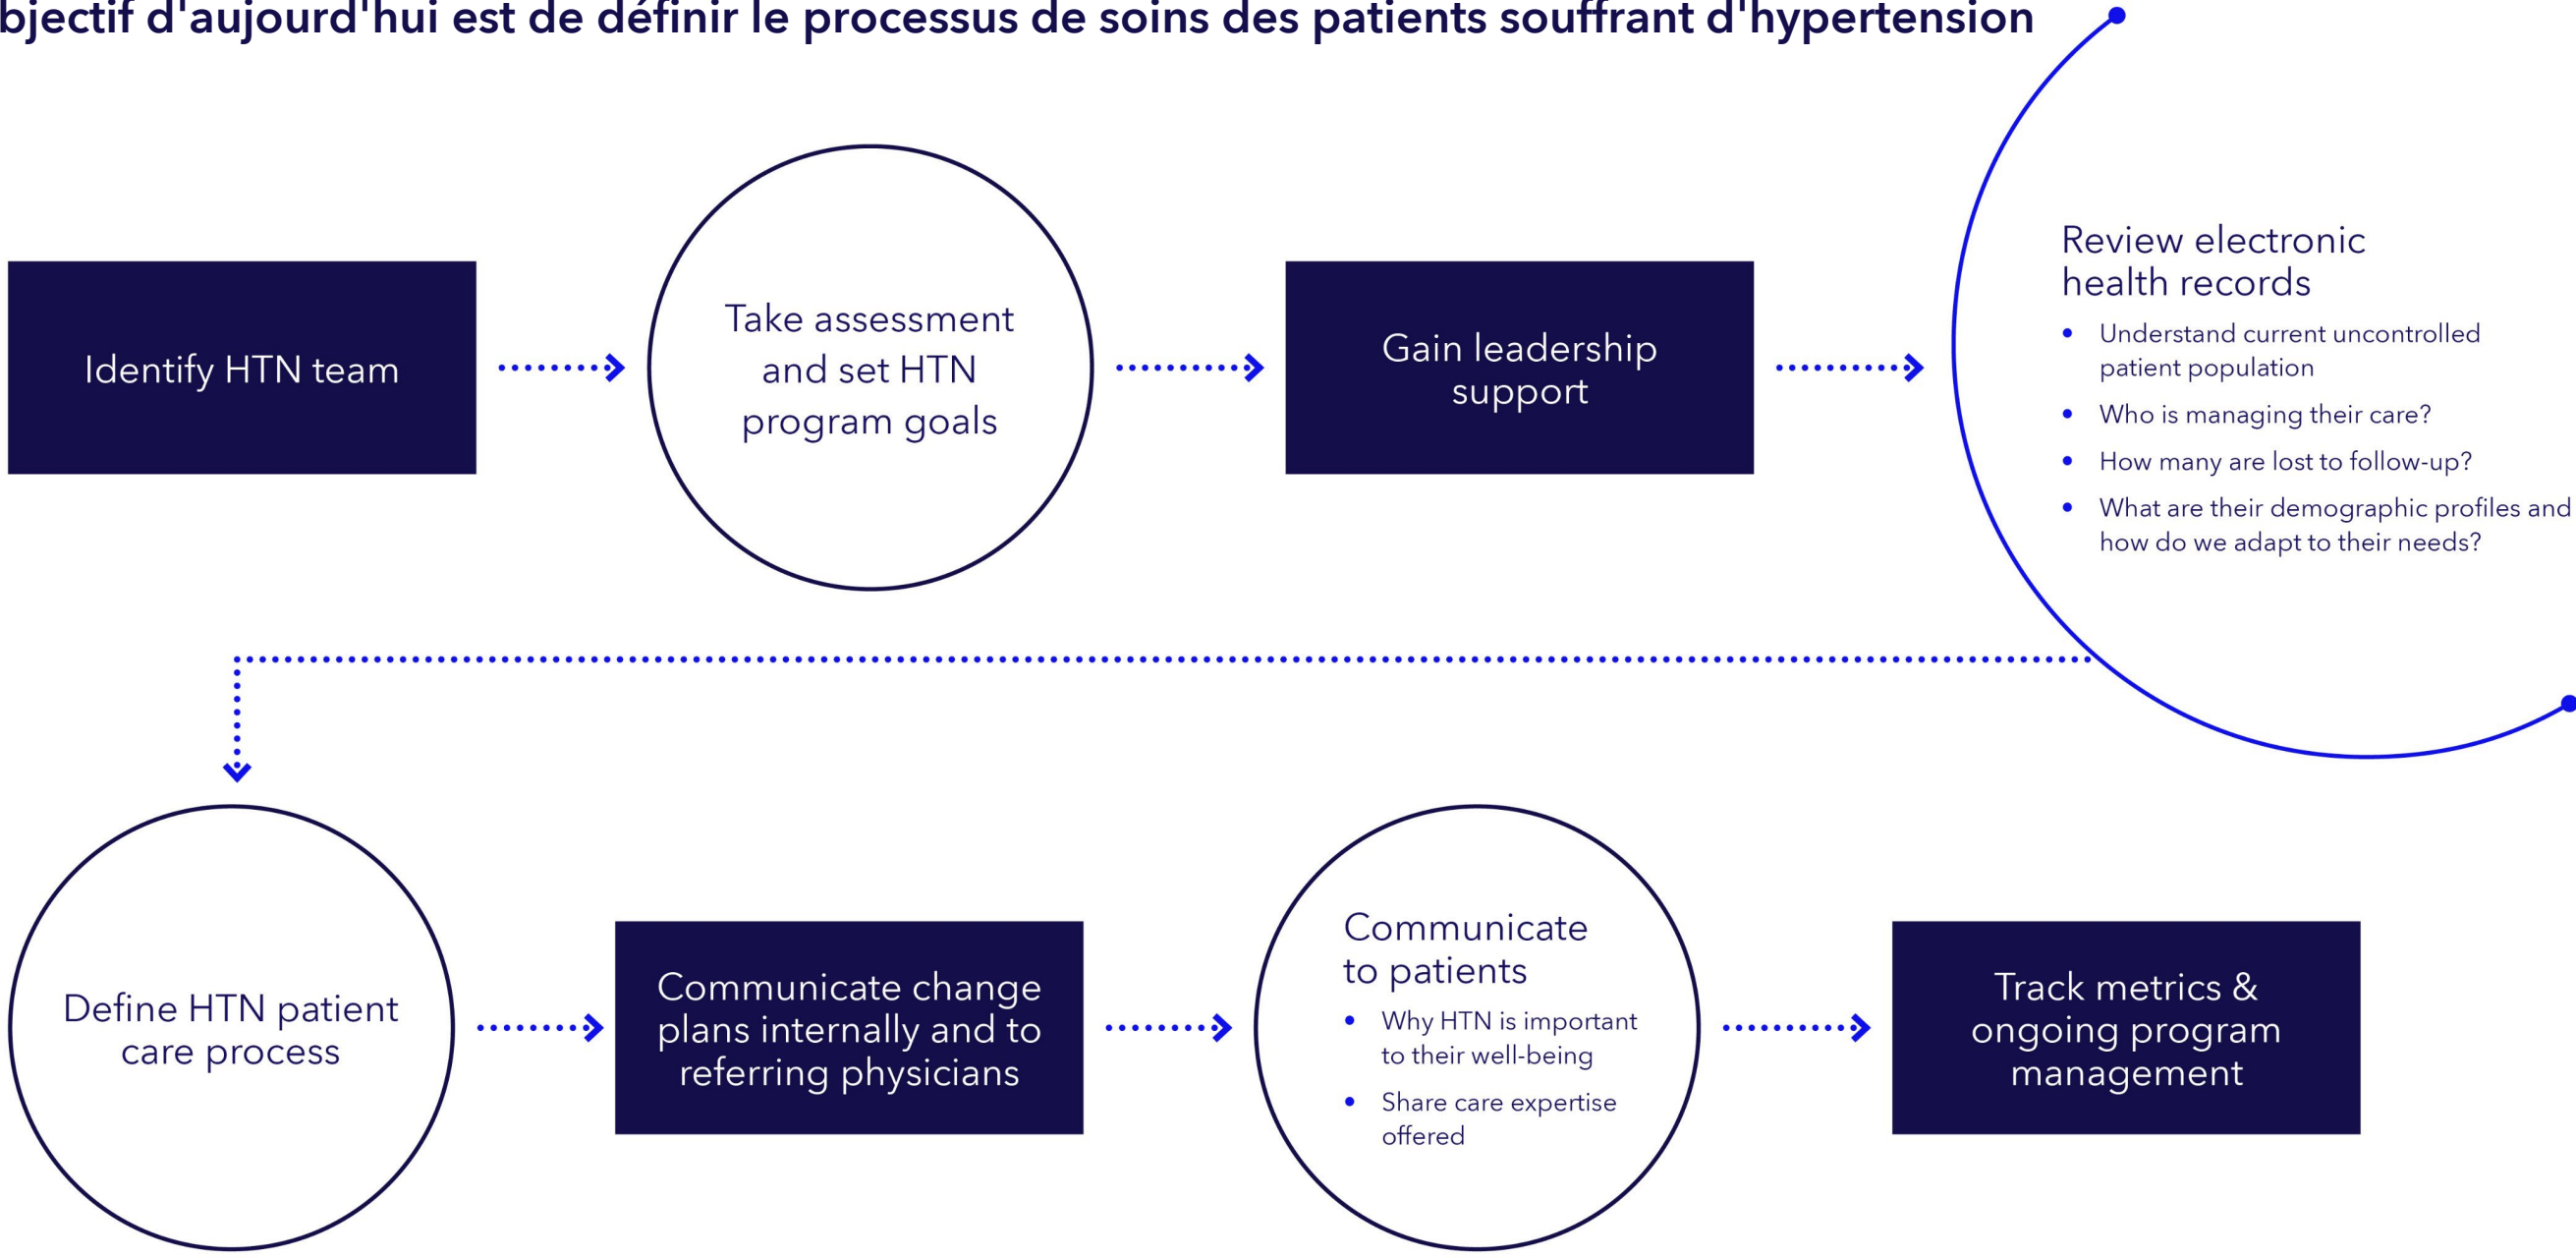 bjectif d'aujourd'hui est de définir le processus de soins des patients souffrant d'hypertension
Identify HTN team
Take assessment
and set HTN
program goals
Gain leadership
support
Review electronic
health records
• Understand current uncontrolled
patient population
• Who is managing their care?
• How many are lost to follow-up?
• What are their demographic profiles and
how do we adapt to their needs?
Define HTN patient
care process
Communicate change
plans internally and to
referring physicians
Communicate
to patients
• Why HTN is important
to their well-being
• Share care expertise
offered
Track metrics &
ongoing program
management